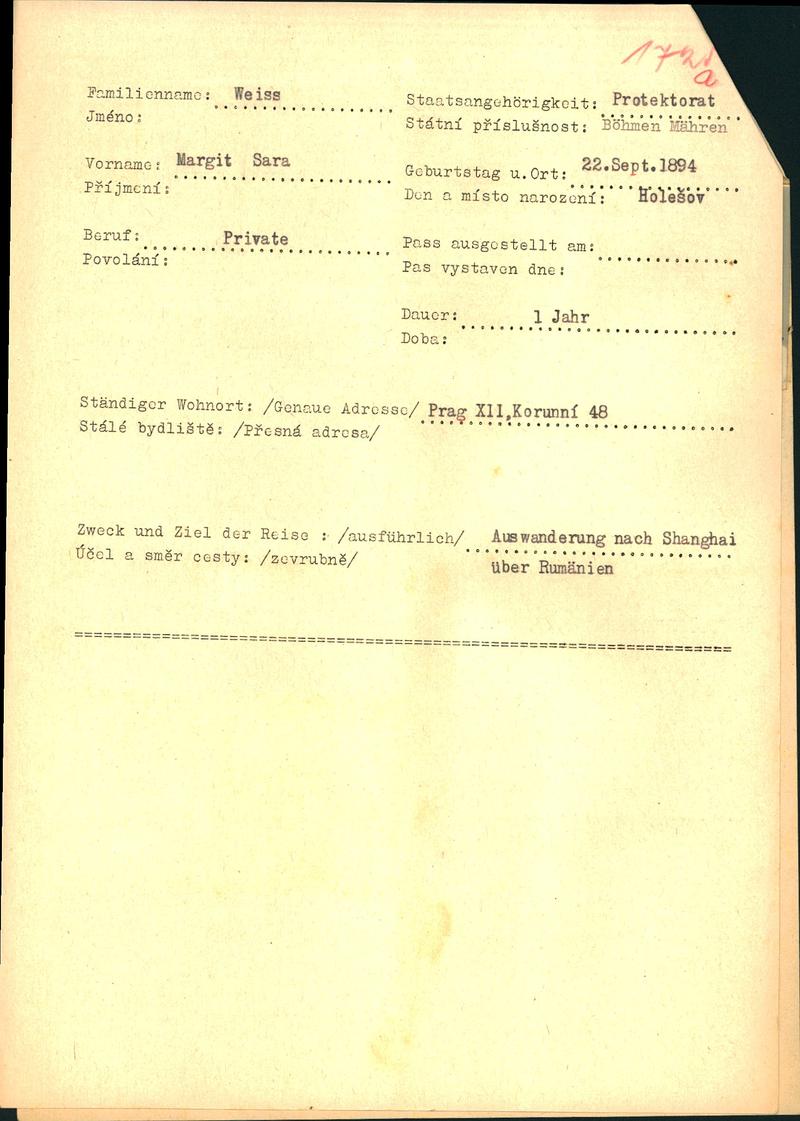 172
a
Familienname: Weiss
Jméno:
Staatsangehörigkeit: Protektorat
Státní příslušnost: Böhmen Mähren
Vorname: Margit Sara
Příjmení:
Geburtstag u.Ort: 22.Sept.1894
Den a místo narození: Holešov
Beruf: Private
Povolání:
Pass ausgestellt am:
Pas vystaven dne:
Dauer: 1 Jahr
Doba:
Ständiger Wohnort: /Genaue Adresse/ Prag XII,Korunní 48
Stálé bydliště: /Přesná adresa/
Zweck und Ziel der Reise : /ausführlich/ Auswanderung nach Shanghai
Účel a směr cesty: /zevrubně/
über Rumänien